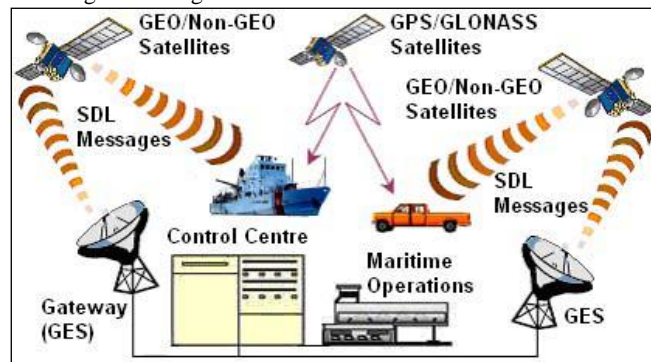 GEO/Non-GEO
Satellites
GPS/GLONASS
Satellites
GEO/Non-GEO
Satellites
SDL
Messages
SDL
Messages
Control Centre
Maritime
Operations
Gateway
(GES)
GES